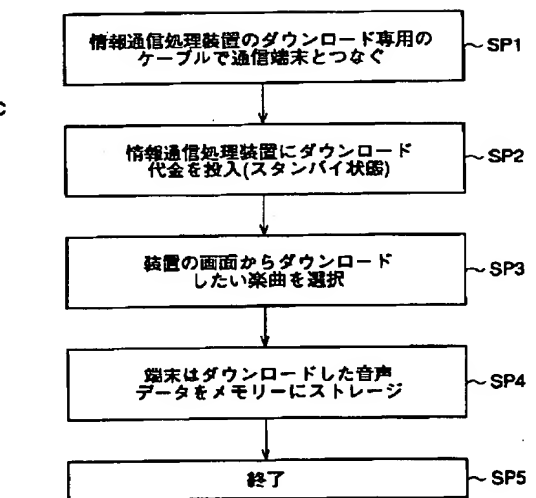 情報通信処理装置のダウンロード専用の
ケーブルで通信端末とつなぐ
SP1
c
情報通信処理装置にダウンロード
代金を投入(スタンバイ状態)
SP2
装置の画面からダウンロード
したい楽曲を選択
SP3
端末はダウンロードした音声
データをメモリーにストレージ
SP4
終了
SP5